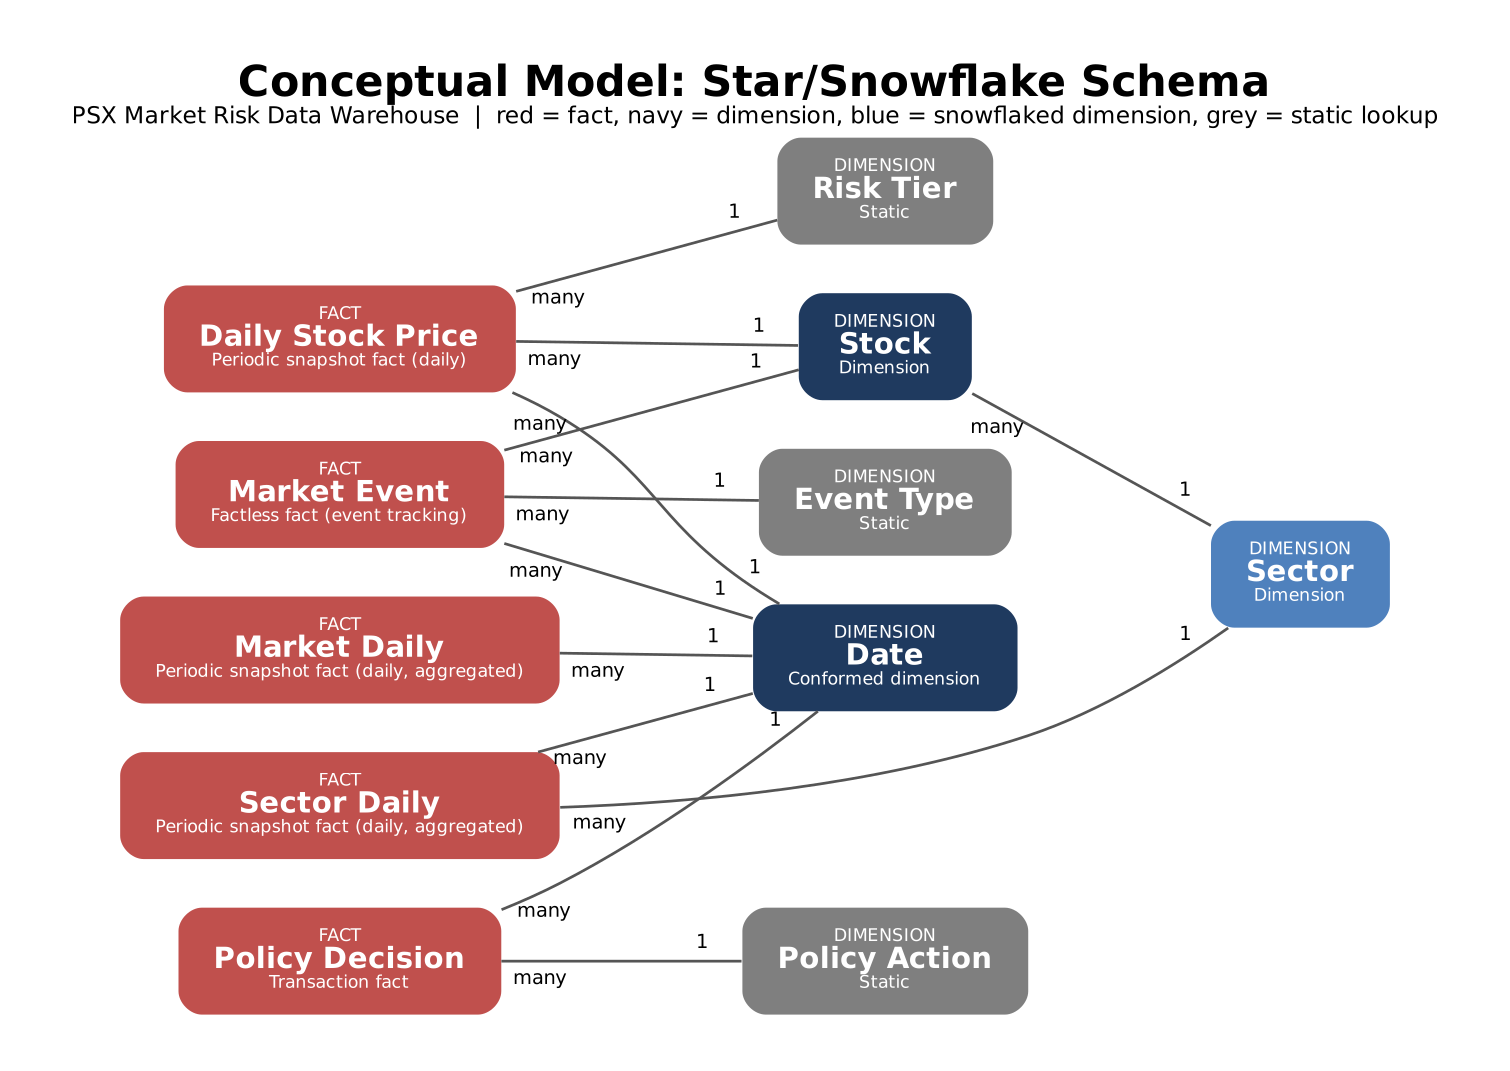 Conceptual Model: Star/Snowflake Schema
PSX Market Risk Data Warehouse | red = fact, navy = dimension, blue = snowflaked dimension, grey = static lookup
DIMENSION
Risk Tier
Static
1
many
FACT
Daily Stock Price
Periodic snapshot fact (daily)
1
many
DIMENSION
Stock
Dimension
1
many
many
many
FACT
Market Event
Factless fact (event tracking)
1
many
DIMENSION
Event Type
Static
1
many
1
1
DIMENSION
Sector
Dimension
FACT
Market Daily
Periodic snapshot fact (daily, aggregated)
1
many
DIMENSION
Date
Conformed dimension
1
1
1
many
FACT
Sector Daily
Periodic snapshot fact (daily, aggregated)
many
many
FACT
Policy Decision
Transaction fact
1
many
DIMENSION
Policy Action
Static